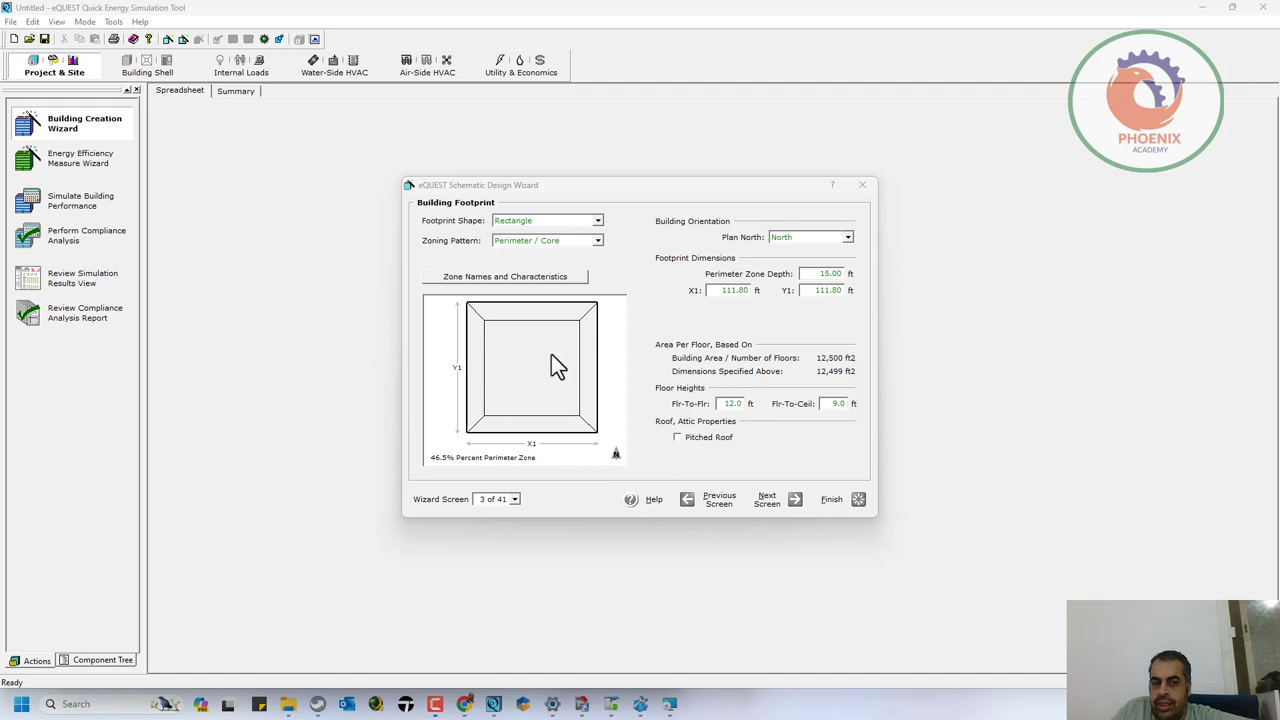 Untitled - eQUEST Quick Energy Simulation Tool
File Edit View Mode Tools Help
Project & Site Building Shell Internal Loads Water-Side HVAC Air-Side HVAC Utility & Economics
Spreadsheet Summary
Building Creation
Wizard
Energy Efficiency
Measure Wizard
Simulate Building
Performance
Perform Compliance
Analysis
Review Simulation
Results View
Review Compliance
Analysis Report
PHOENIX
ACADEMY
eQUEST Schematic Design Wizard
Building Footprint
Footprint Shape: Rectangle
Zoning Pattern: Perimeter / Core
Zone Names and Characteristics
Y1
X1
46.5% Percent Perimeter Zone
N
Building Orientation
Plan North: North
Footprint Dimensions
Perimeter Zone Depth: 15.00 ft
X1: 111.80 ft Y1: 111.80 ft
Area Per Floor, Based On
Building Area / Number of Floors: 12,500 ft2
Dimensions Specified Above: 12,499 ft2
Floor Heights
Flr-To-Flr: 12.0 ft Flr-To-Ceil: 9.0 ft
Roof, Attic Properties
Pitched Roof
Wizard Screen 3 of 41
Help
Previous
Screen
Next
Screen
Finish
Actions Component Tree
Ready
Search